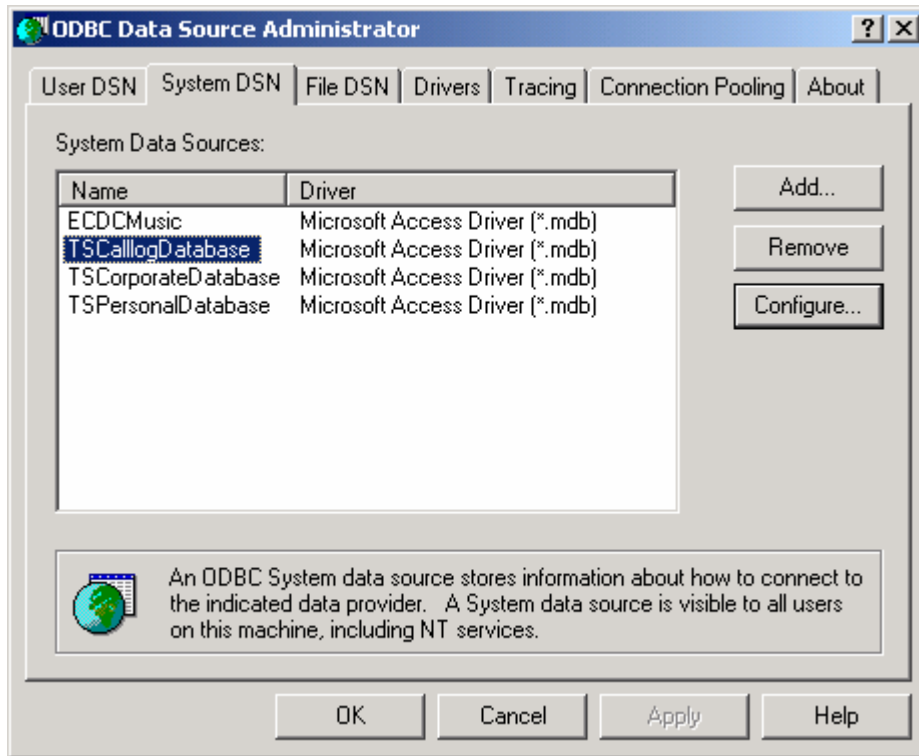 ODBC Data Source Administrator
User DSN System DSN File DSN Drivers Tracing Connection Pooling About
System Data Sources:
Name Driver
ECDCMusic Microsoft Access Driver (*.mdb)
TSCalllogDatabase Microsoft Access Driver (*.mdb)
TSCorporateDatabase Microsoft Access Driver (*.mdb)
TSPersonalDatabase Microsoft Access Driver (*.mdb)
Add...
Remove
Configure...
An ODBC System data source stores information about how to connect to
the indicated data provider. A System data source is visible to all users
on this machine, including NT services.
OK Cancel Apply Help